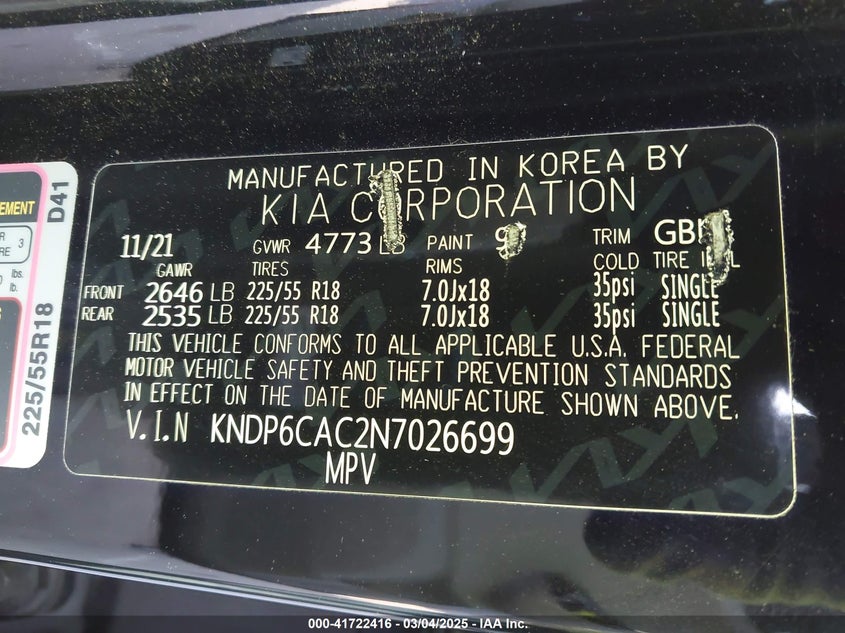 MANUFACTURED IN KOREA BY
KIA CORPORATION
11/21 GVWR 4773 LB PAINT TRIM
GAWR TIRES RIMS COLD TIRE
FRONT 2646 LB 225/55 R18 7.0Jx18 35psi SINGLE
REAR 2535 LB 225/55 R18 7.0Jx18 35psi SINGLE
THIS VEHICLE CONFORMS TO ALL APPLICABLE U.S.A. FEDERAL
MOTOR VEHICLE SAFETY AND THEFT PREVENTION STANDARDS
IN EFFECT ON THE DATE OF MANUFACTURE SHOWN ABOVE.
V.I.N KNDP6CAC2N7026699
MPV
D41
225/55R18
3
lbs.
lb.
000-41722416 - 03/04/2025 - IAA Inc.